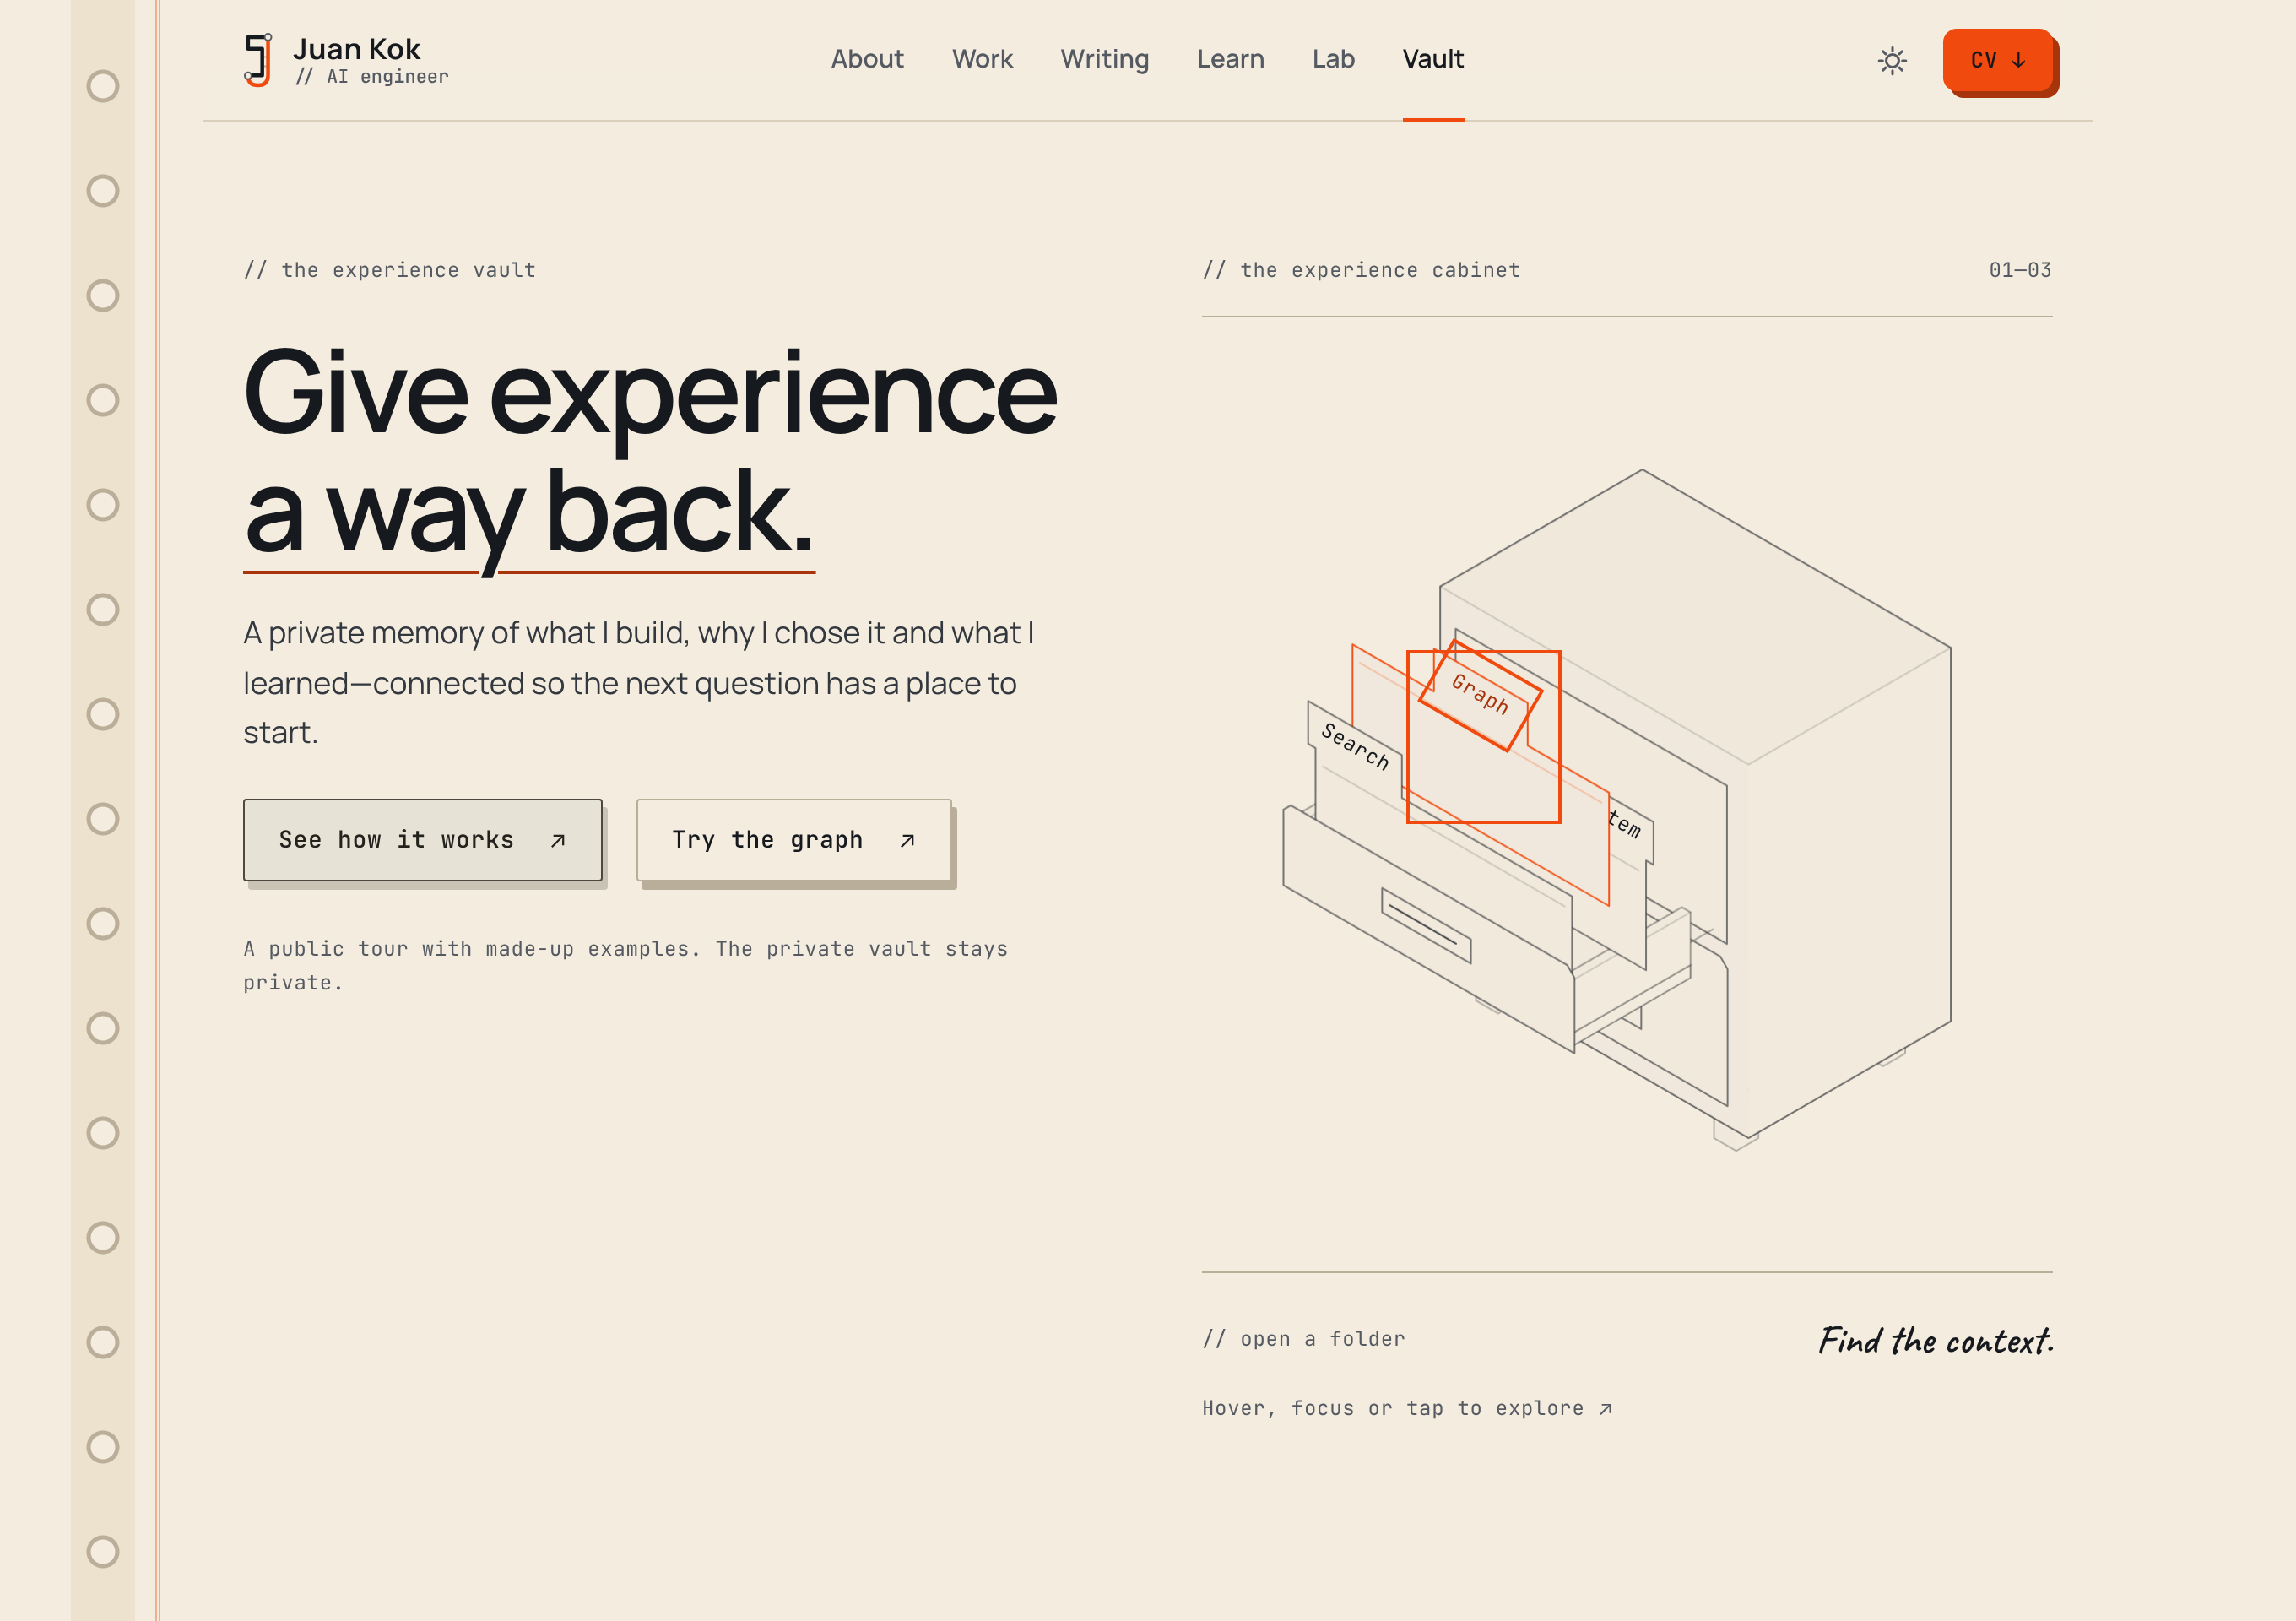 Juan Kok
// AI engineer
About Work Writing Learn Lab Vault
CV ↓
// the experience vault
Give experience
a way back.
A private memory of what I build, why I chose it and what I
learned—connected so the next question has a place to
start.
See how it works ↗
Try the graph ↗
A public tour with made-up examples. The private vault stays
private.
// the experience cabinet
01—03
Graph
Search
tem
// open a folder
Find the context.
Hover, focus or tap to explore ↗